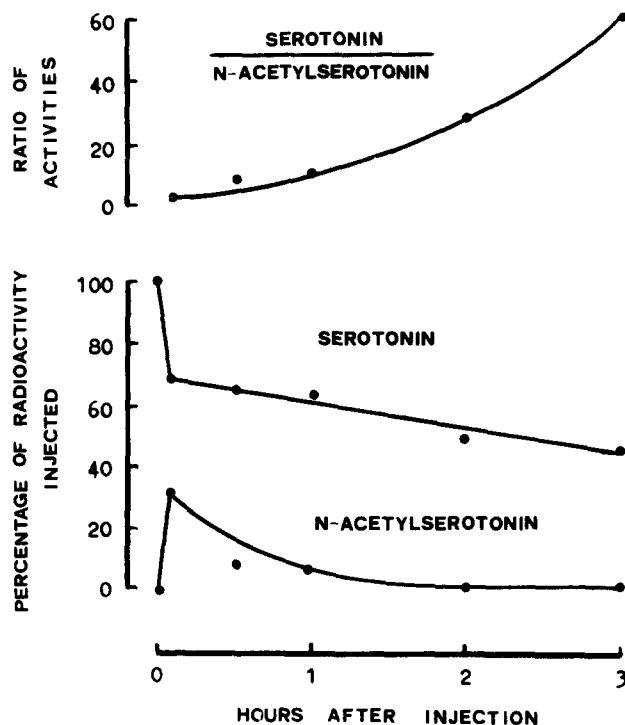 RATIO OF
ACTIVITIES
60
40
20
0
SEROTONIN
N-ACETYLSEROTONIN
PERCENTAGE OF RADIOACTIVITY
INJECTED
100
80
60
40
20
0
SEROTONIN
N-ACETYLSEROTONIN
0 1 2 3
HOURS AFTER INJECTION